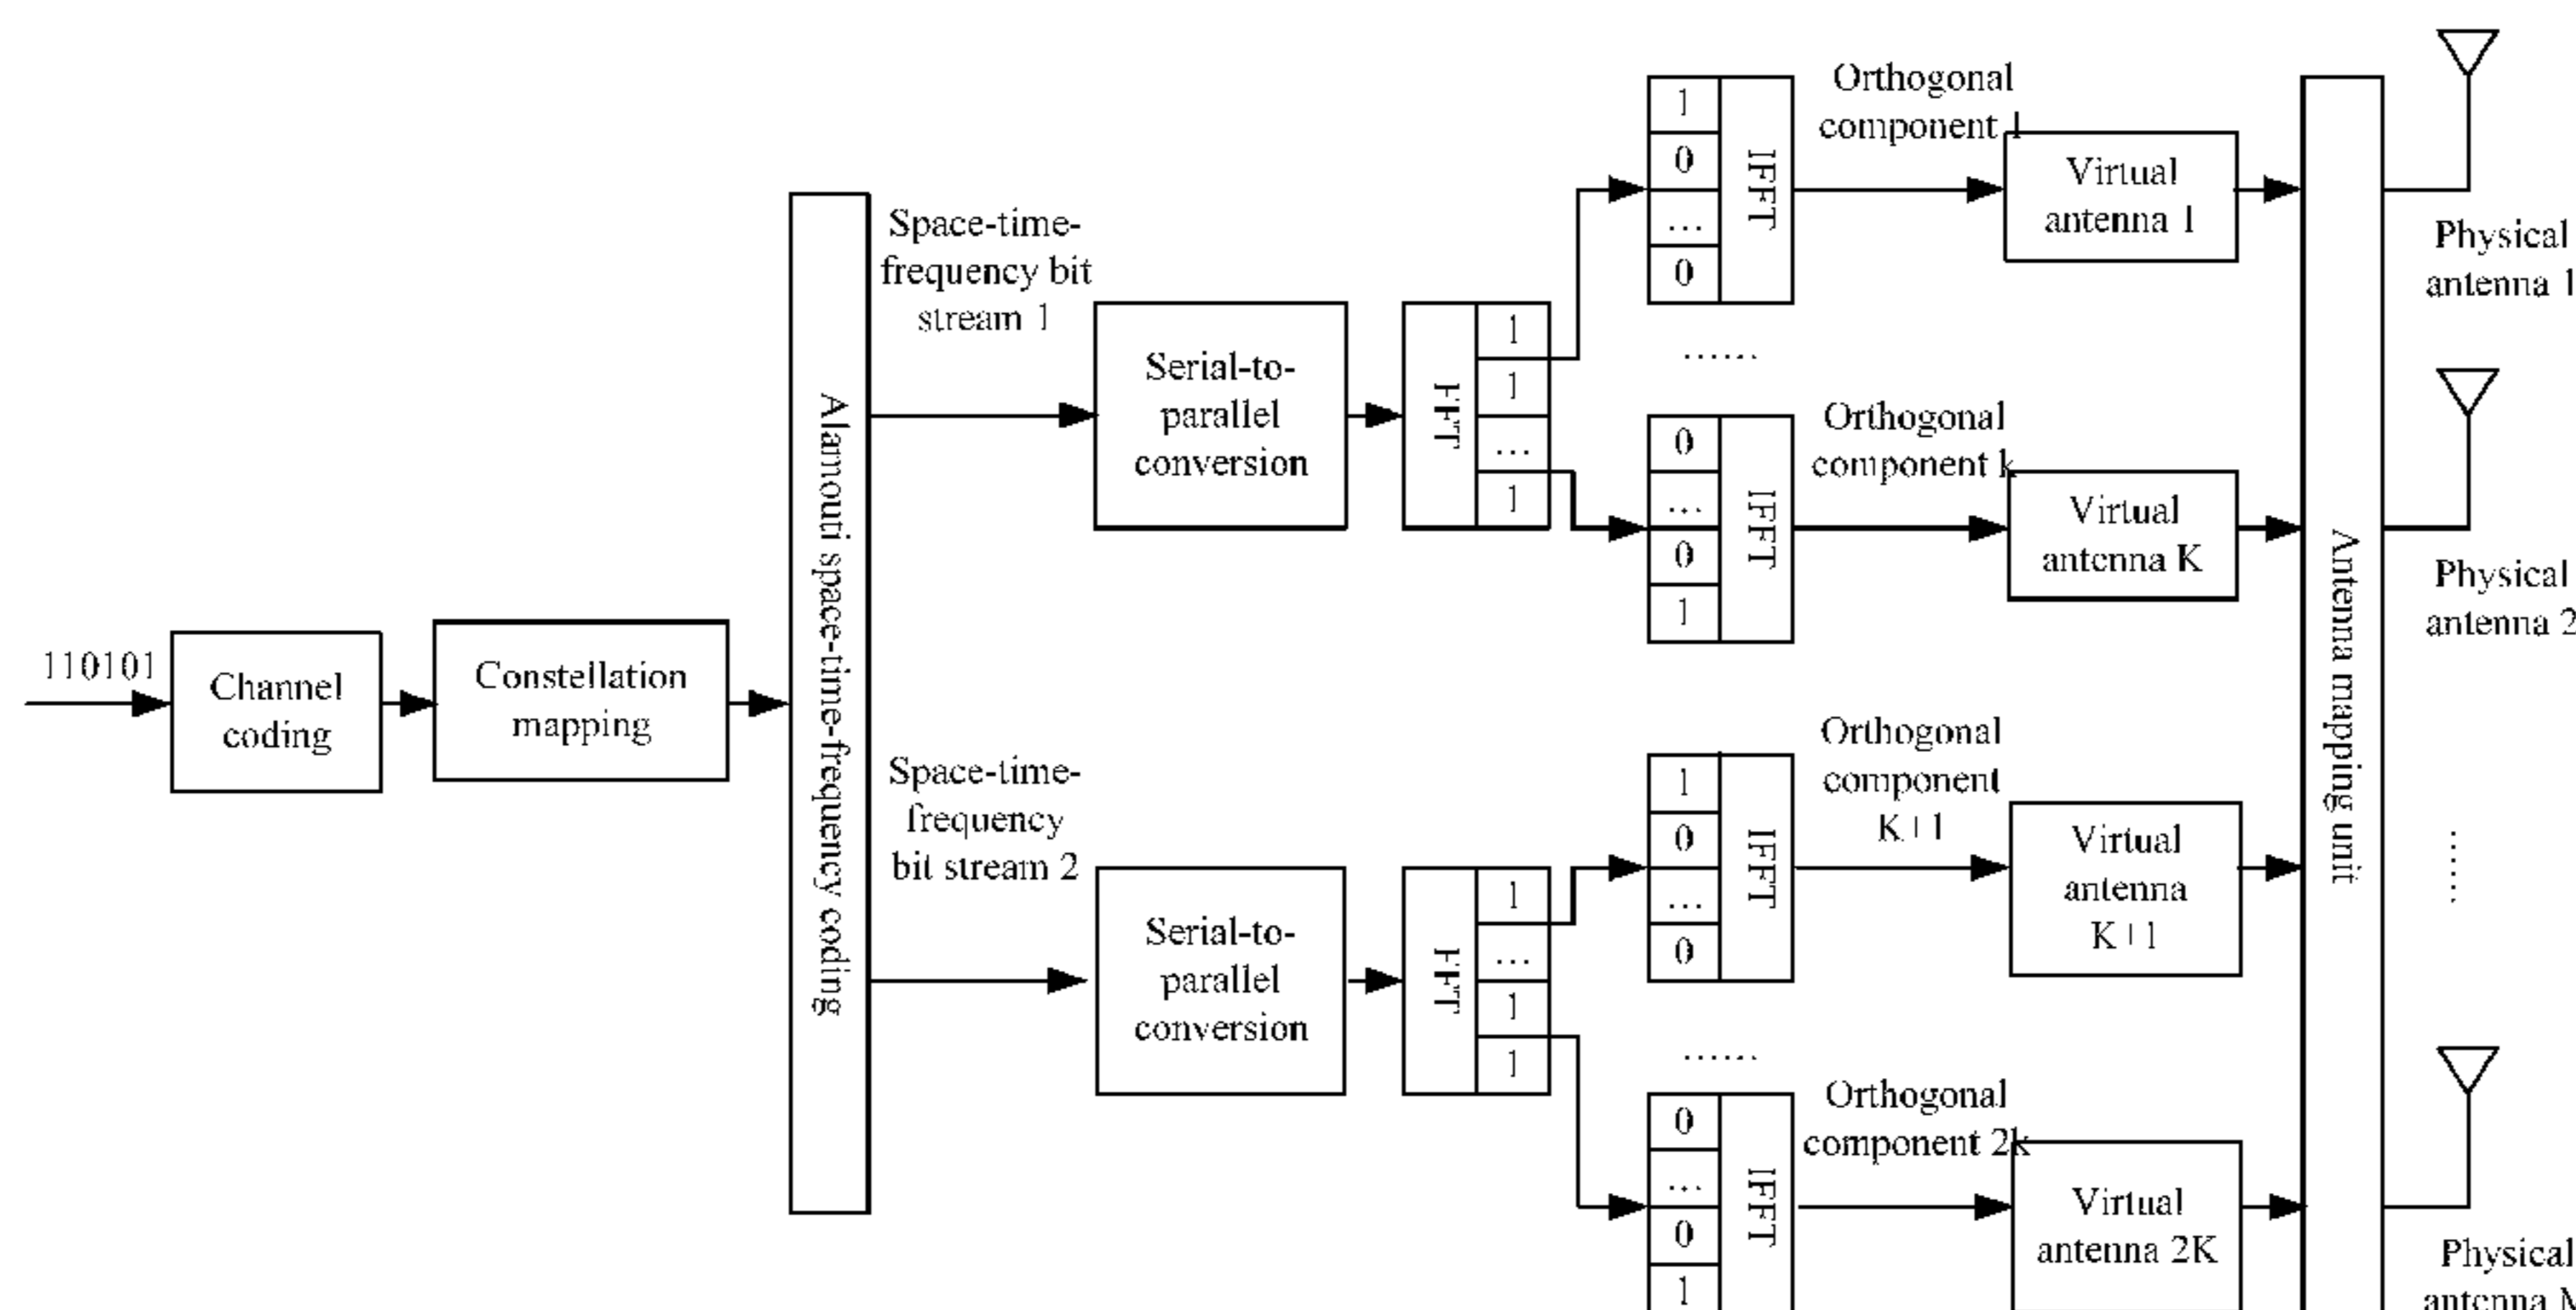 110101
Channel
coding
Constellation
mapping
Alamouti space-time-frequency coding
Space-time-
frequency bit
stream 1
Serial-to-
parallel
conversion
FFT
1
1
...
1
1
0
...
0
IFFT
Orthogonal
component 1
Virtual
antenna 1
......
0
...
0
1
IFFT
Orthogonal
component k
Virtual
antenna K
Space-time-
frequency
bit stream 2
Serial-to-
parallel
conversion
FFT
1
...
1
1
1
0
...
0
IFFT
Orthogonal
component
K+1
Virtual
antenna
K+1
......
0
...
0
1
IFFT
Orthogonal
component 2k
Virtual
antenna 2K
Antenna mapping unit
Physical
antenna 1
Physical
antenna 2
......
Physical
antenna M